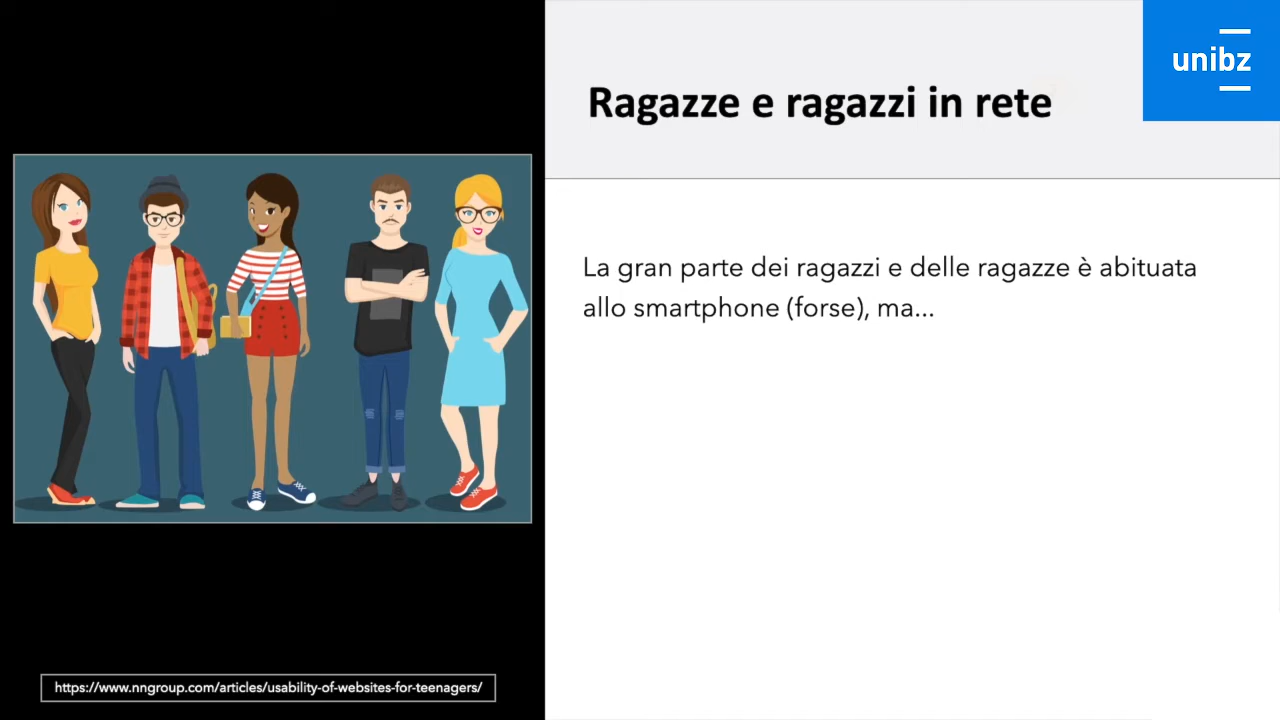 unibz
Ragazze e ragazzi in rete
La gran parte dei ragazzi e delle ragazze è abituata
allo smartphone (forse), ma...
https://www.nngroup.com/articles/usability-of-websites-for-teenagers/